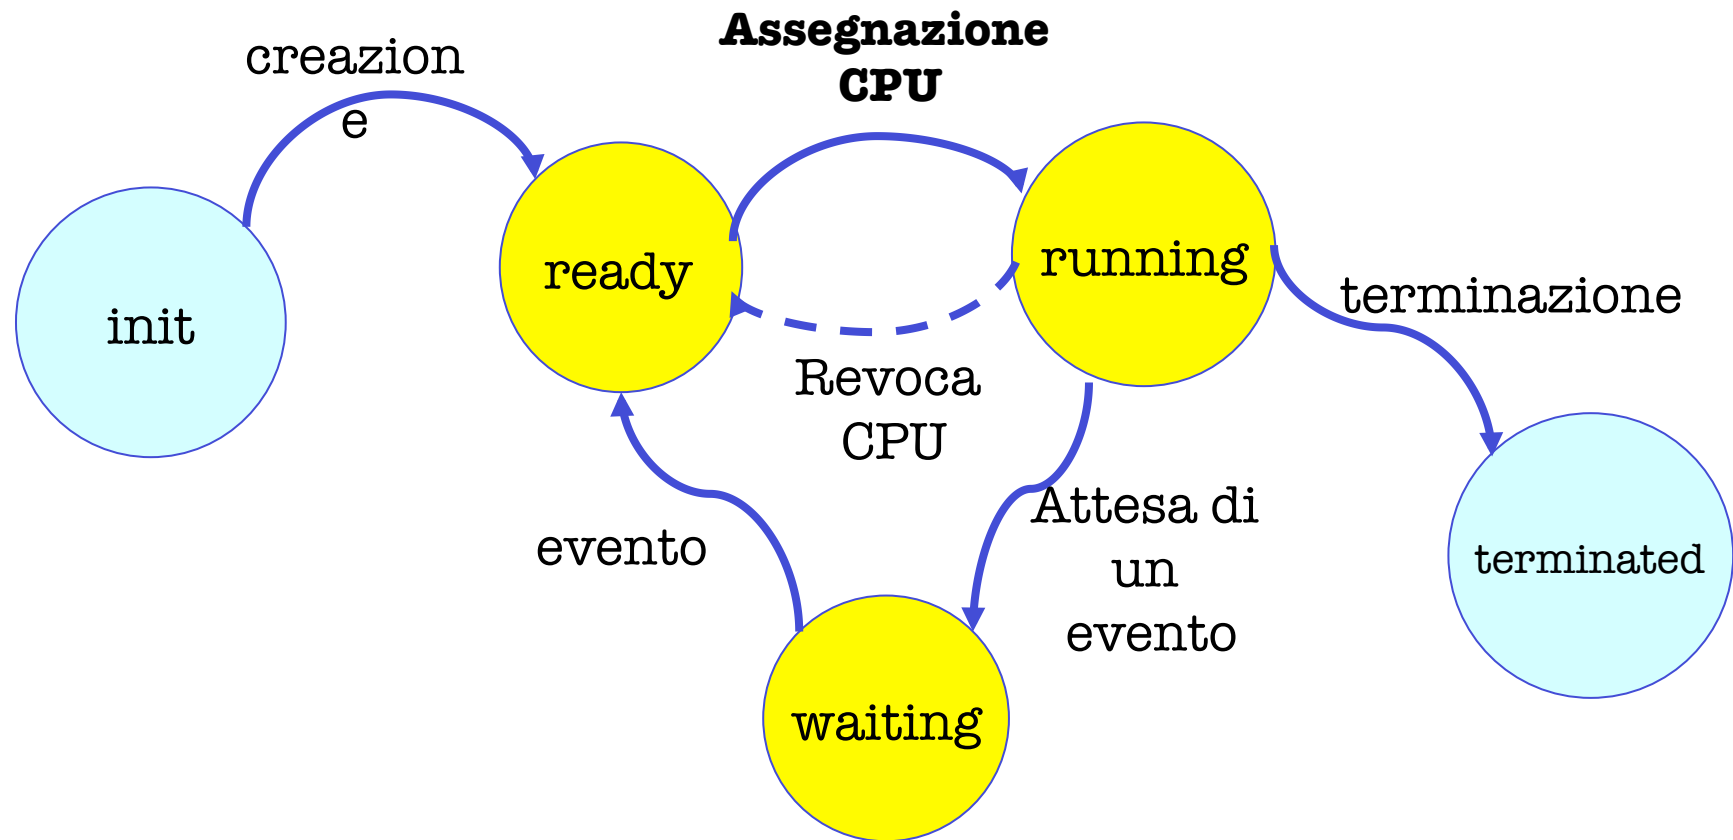 creazion
e
Assegnazione
CPU
init
ready
running
terminazione
Revoca
CPU
evento
Attesa di
un
evento
waiting
terminated